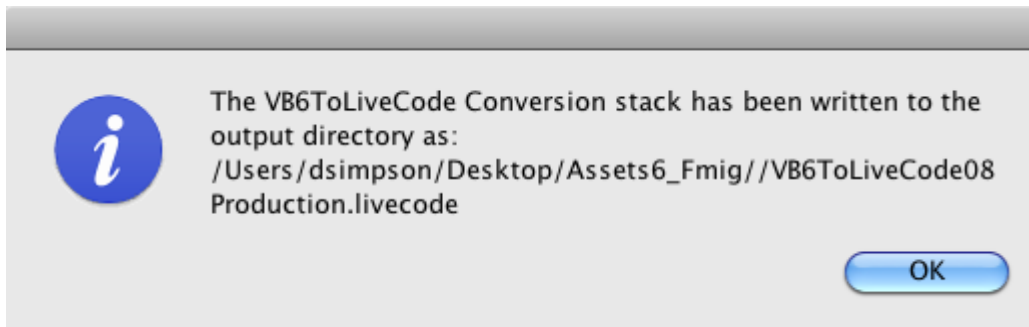 The VB6ToLiveCode Conversion stack has been written to the
output directory as:
/Users/dsimpson/Desktop/Assets6_Fmig//VB6ToLiveCode08
Production.livecode
OK